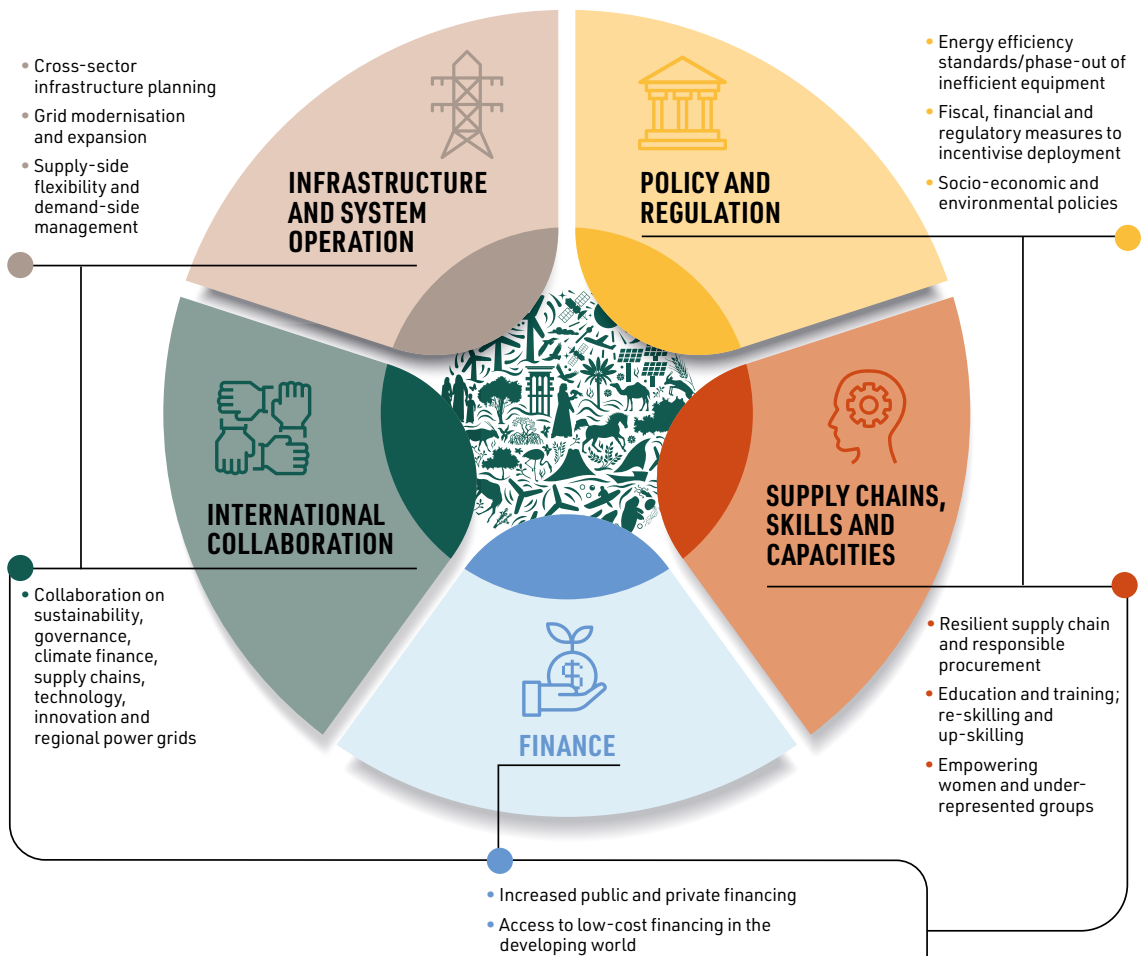 • Cross-sector
infrastructure planning
• Grid modernisation
and expansion
• Supply-side
flexibility and
demand-side
management
INFRASTRUCTURE
AND SYSTEM
OPERATION
POLICY AND
REGULATION
• Energy efficiency
standards/phase-out of
inefficient equipment
• Fiscal, financial and
regulatory measures to
incentivise deployment
• Socio-economic and
environmental policies
INTERNATIONAL
COLLABORATION
• Collaboration on
sustainability,
governance,
climate finance,
supply chains,
technology,
innovation and
regional power grids
SUPPLY CHAINS,
SKILLS AND
CAPACITIES
• Resilient supply chain
and responsible
procurement
• Education and training;
re-skilling and
up-skilling
• Empowering
women and under-
represented groups
$
FINANCE
• Increased public and private financing
• Access to low-cost financing in the
developing world